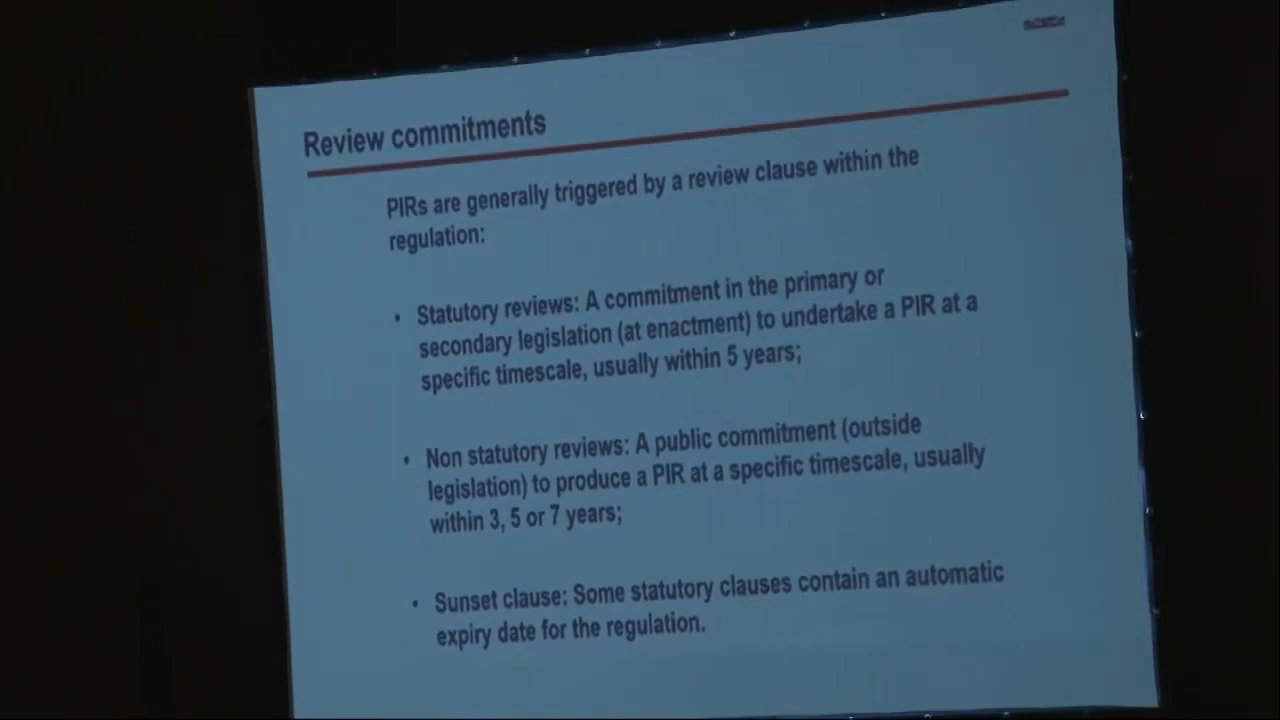 Review commitments
PIRs are generally triggered by a review clause within the
regulation:
• Statutory reviews: A commitment in the primary or
secondary legislation (at enactment) to undertake a PIR at a
specific timescale, usually within 5 years;
• Non statutory reviews: A public commitment (outside
legislation) to produce a PIR at a specific timescale, usually
within 3, 5 or 7 years;
• Sunset clause: Some statutory clauses contain an automatic
expiry date for the regulation.